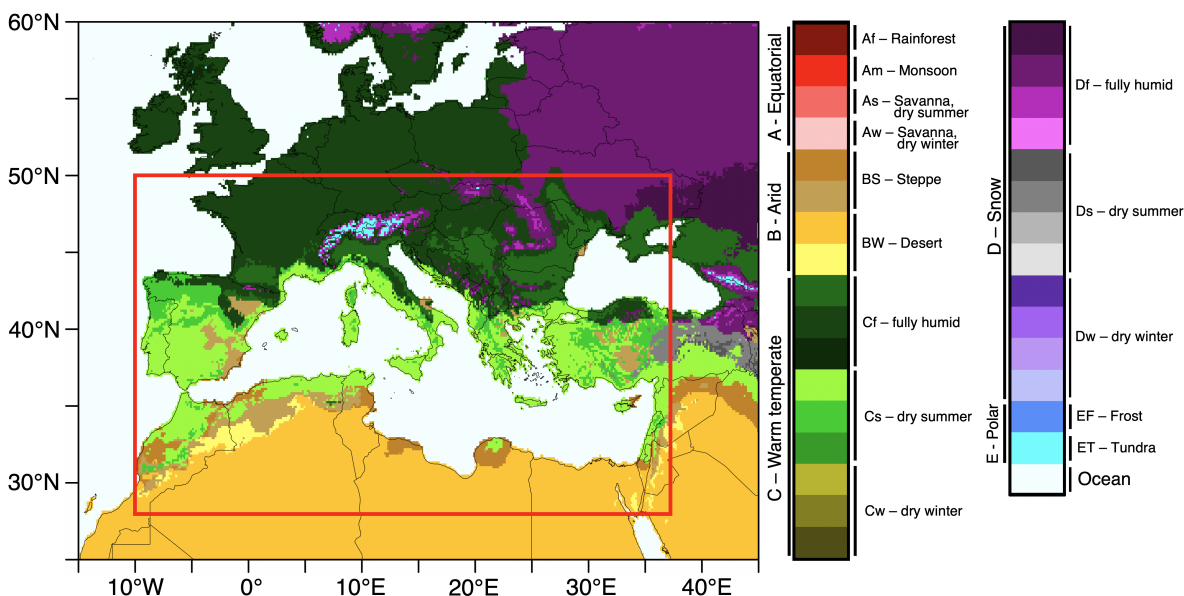 60°N
50°N
40°N
30°N
10°W
0°
10°E
20°E
30°E
40°E
A - Equatorial
B - Arid
C – Warm temperate
Af – Rainforest
Am – Monsoon
As – Savanna,
dry summer
Aw – Savanna,
dry winter
BS – Steppe
BW – Desert
Cf – fully humid
Cs – dry summer
Cw – dry winter
D – Snow
E - Polar
Df – fully humid
Ds – dry summer
Dw – dry winter
EF – Frost
ET – Tundra
Ocean